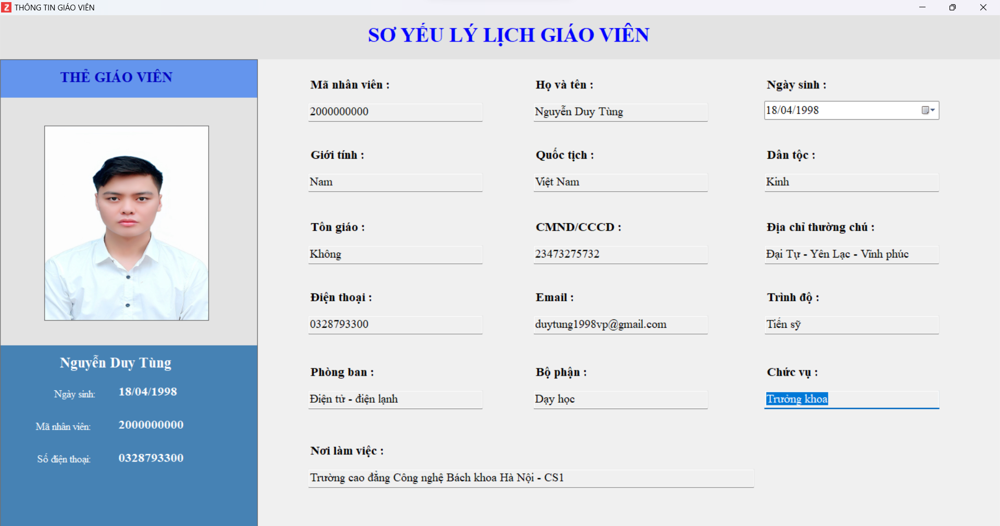 Z THÔNG TIN GIÁO VIÊN
SƠ YẾU LÝ LỊCH GIÁO VIÊN
THẺ GIÁO VIÊN
Nguyễn Duy Tùng
Ngày sinh: 18/04/1998
Mã nhân viên: 2000000000
Số điện thoại: 0328793300
Mã nhân viên : Họ và tên : Ngày sinh :
2000000000 Nguyễn Duy Tùng 18/04/1998
Giới tính : Quốc tịch : Dân tộc :
Nam Việt Nam Kinh
Tôn giáo : CMND/CCCD : Địa chỉ thường chú :
Không 23473275732 Đại Tự - Yên Lạc - Vĩnh phúc
Điện thoại : Email : Trình độ :
0328793300 duytung1998vp@gmail.com Tiến sỹ
Phòng ban : Bộ phận : Chức vụ :
Điện tử - điện lạnh Dạy học Trưởng khoa
Nơi làm việc :
Trường cao đẳng Công nghệ Bách khoa Hà Nội - CS1